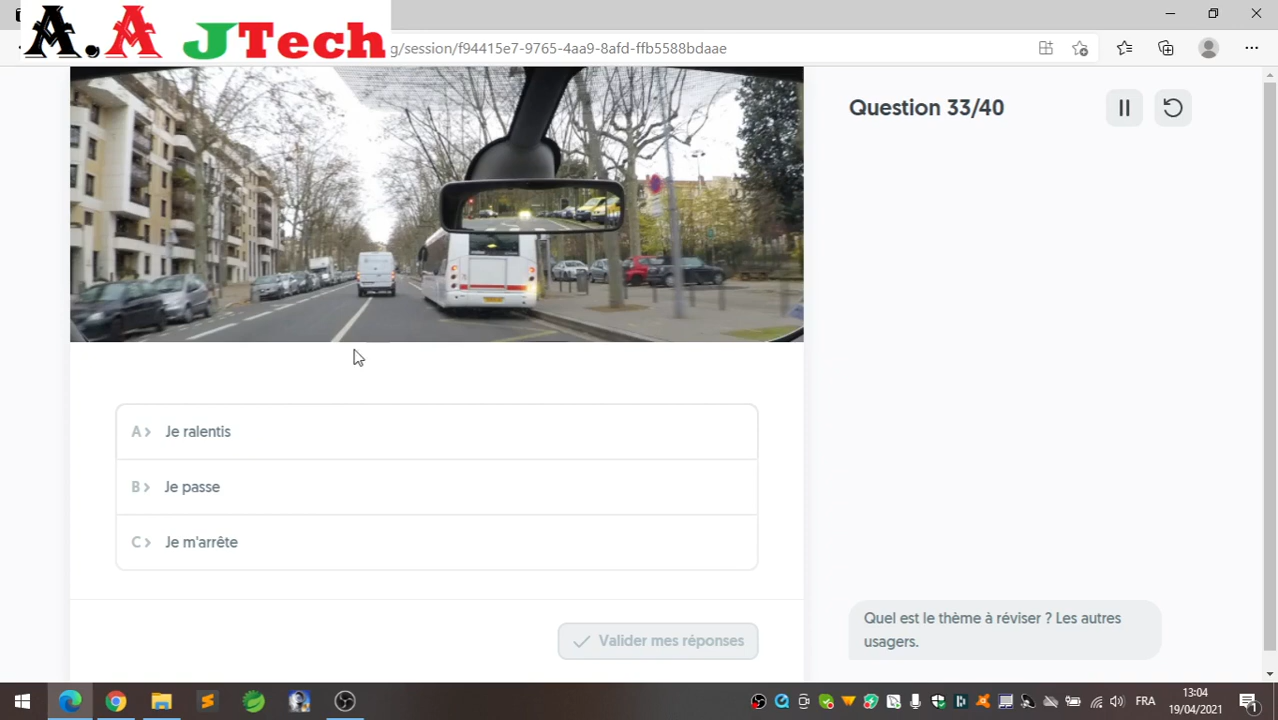 A.A JTech
g/session/f94415e7-9765-4aa9-8afd-ffb5588bdaae
Question 33/40
A> Je ralentis
B> Je passe
C> Je m'arrête
Valider mes réponses
Quel est le thème à réviser ? Les autres
usagers.
FRA
13:04
19/04/2021
1